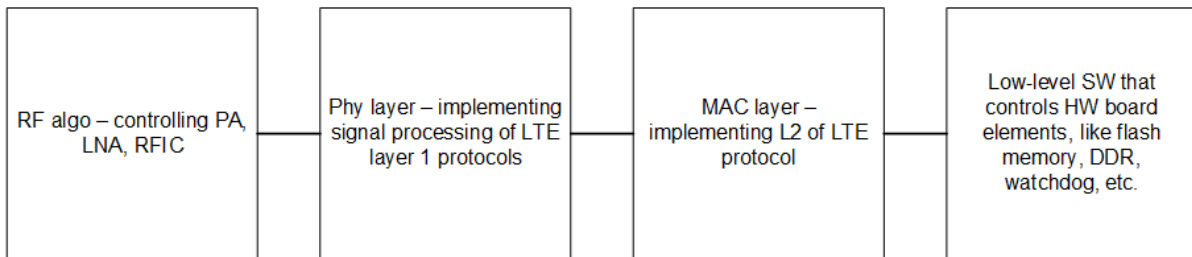 RF algo – controlling PA,
LNA, RFIC
Phy layer – implementing
signal processing of LTE
layer 1 protocols
MAC layer –
implementing L2 of LTE
protocol
Low-level SW that
controls HW board
elements, like flash
memory, DDR,
watchdog, etc.